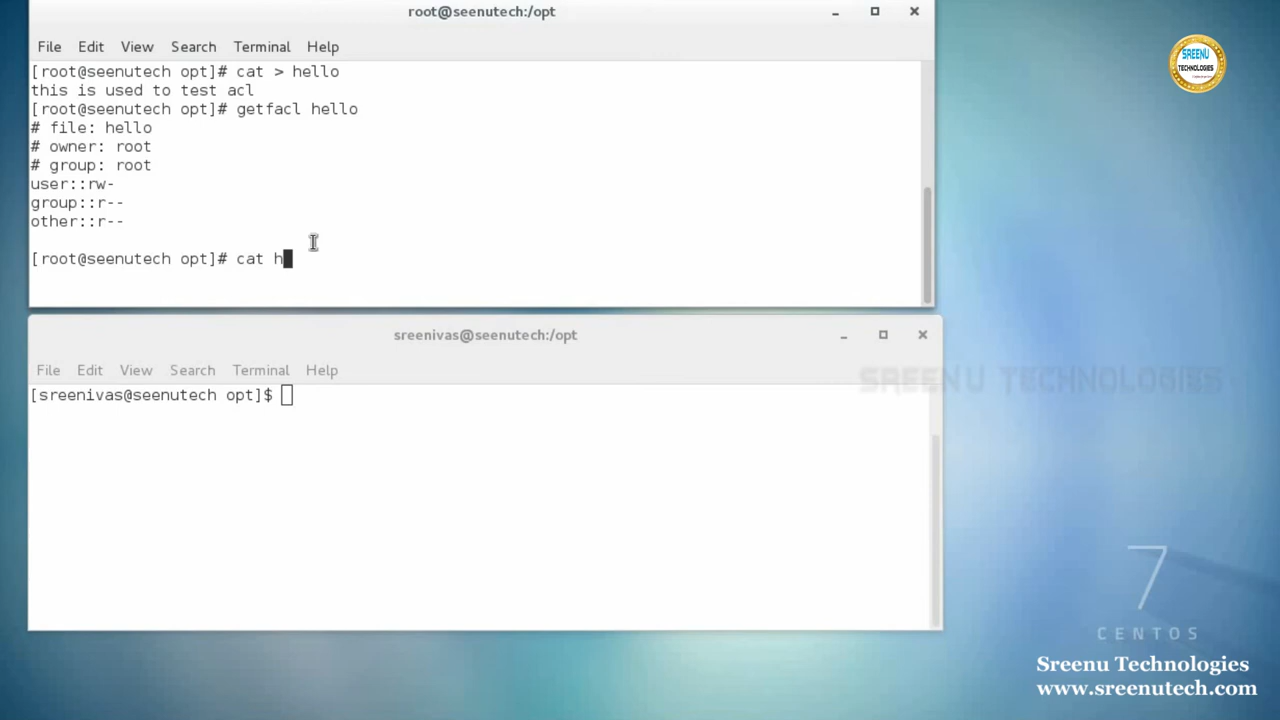 root@seenutech:/opt
File Edit View Search Terminal Help
[root@seenutech opt]# cat > hello
this is used to test acl
[root@seenutech opt]# getfacl hello
# file: hello
# owner: root
# group: root
user::rw-
group::r--
other::r--
[root@seenutech opt]# cat h
sreenivas@seenutech:/opt
File Edit View Search Terminal Help
[sreenivas@seenutech opt]$
SREENU
TECHNOLOGIES
SREENU TECHNOLOGIES
7
CENTOS
Sreenu Technologies
www.sreenutech.com